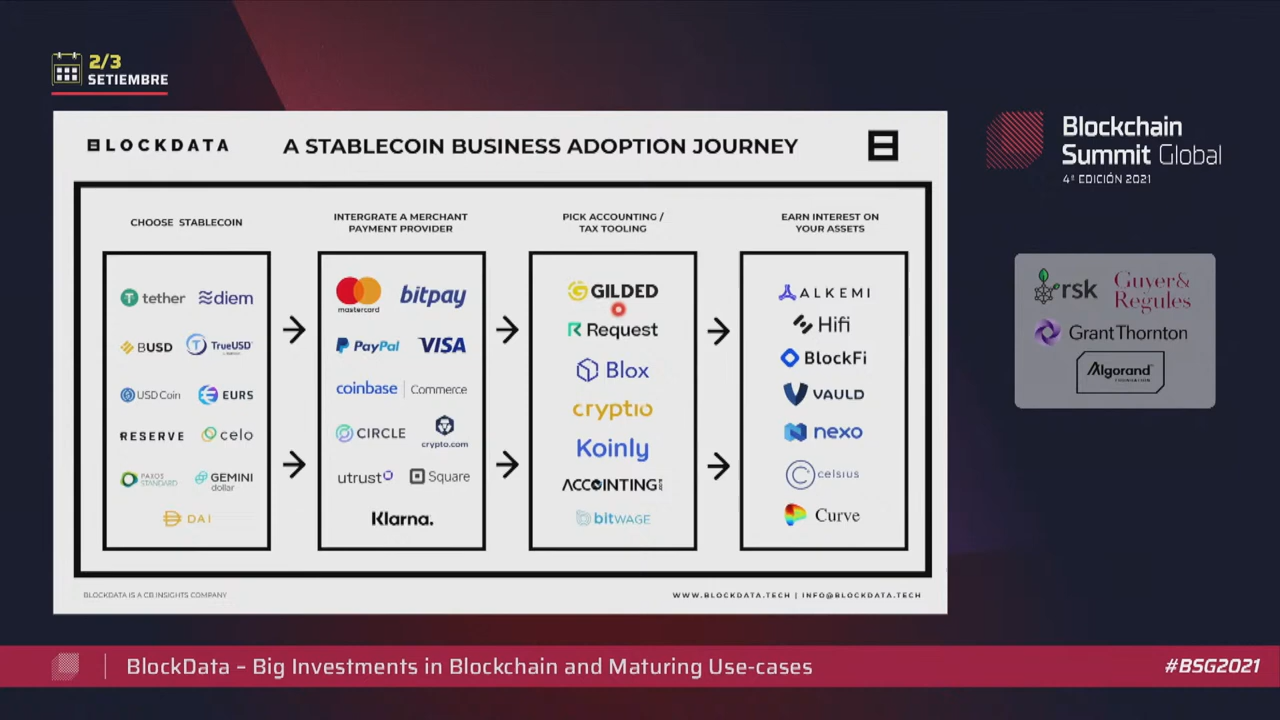 2/3
SETIEMBRE
BLOCKDATA
A STABLECOIN BUSINESS ADOPTION JOURNEY
CHOOSE STABLECOIN
tether
diem
BUSD
TrueUSD
USD Coin
EURS
RESERVE
celo
PAXOS
STANDARD
GEMINI
dollar
DAI
INTERGRATE A MERCHANT
PAYMENT PROVIDER
mastercard
bitpay
PayPal
VISA
coinbase | Commerce
CIRCLE
crypto.com
utrust
Square
Klarna.
PICK ACCOUNTING /
TAX TOOLING
GILDED
Request
Blox
cryptio
Koinly
ACCOINTING
bitWAGE
EARN INTEREST ON
YOUR ASSETS
ALKEMI
Hifi
BlockFi
VAULD
nexo
celsius
Curve
BLOCKDATA IS A CB INSIGHTS COMPANY
WWW.BLOCKDATA.TECH | INFO@BLOCKDATA.TECH
Blockchain
Summit Global
4ª EDICIÓN 2021
rsk
Guyer&
Regules
GrantThornton
Algorand
FOUNDATION
BlockData – Big Investments in Blockchain and Maturing Use-cases
#BSG2021